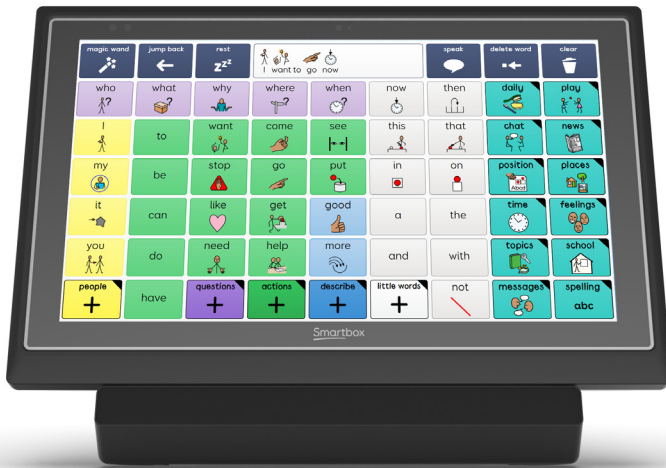 magic wand jump back rest I want to go now speak delete word clear
who what why where when now then daily play
I to want come see this that chat news
my be stop go put in on position places
it can like get good a the time feelings
you do need help more and with topics school
people have questions actions describe little words not messages spelling
Smartbox